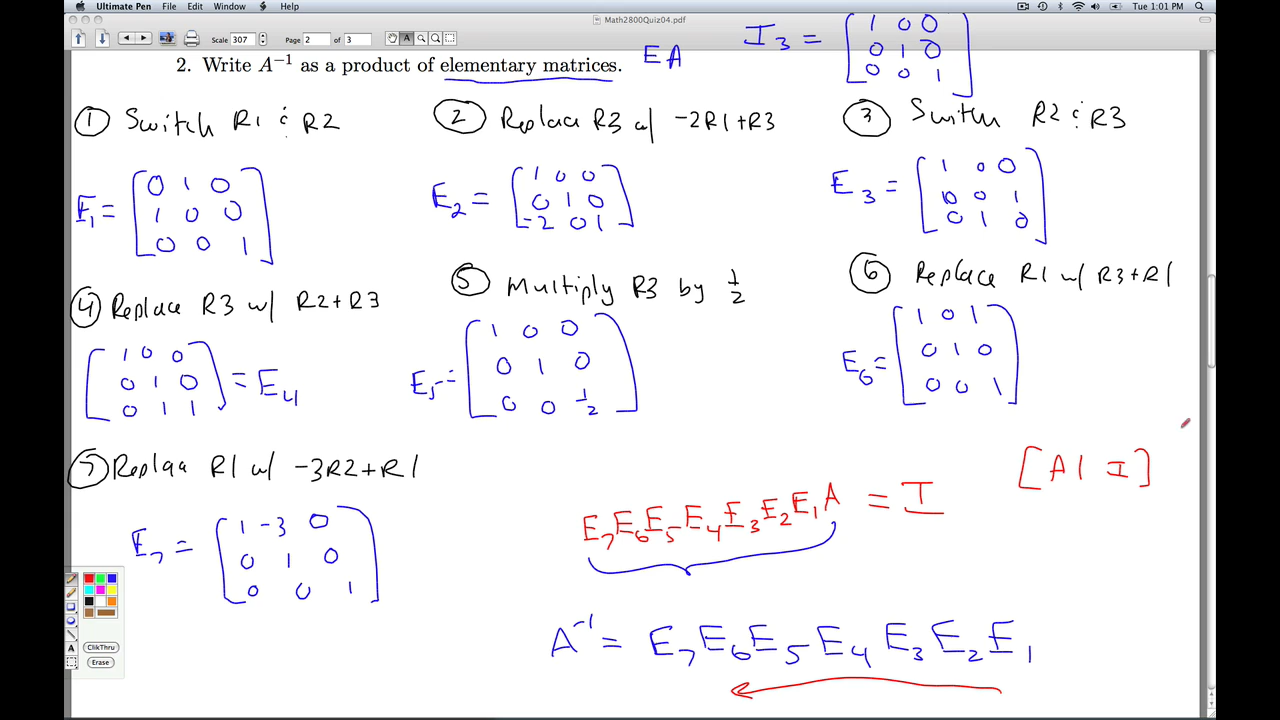 Ultimate Pen File Edit Window Help Tue 1:01 PM
Math2800Quiz04.pdf
Scale 307 Page 2 of 3
I3 = [1 0 0
0 1 0
0 0 1]
2. Write A⁻¹ as a product of elementary matrices. EA
① Switch R1 & R2
② Replace R3 w/ -2R1+R3
③ Switch R2 & R3
E1 = [0 1 0
1 0 0
0 0 1]
E2 = [1 0 0
0 1 0
-2 0 1]
E3 = [1 0 0
0 0 1
0 1 0]
④ Replace R3 w/ R2+R3
⑤ Multiply R3 by 1/2
⑥ Replace R1 w/ R3+R1
[1 0 0
0 1 0
0 1 1] = E4
E5 = [1 0 0
0 1 0
0 0 1/2]
E6 = [1 0 1
0 1 0
0 0 1]
⑦ Replace R1 w/ -3R2+R1
E7 = [1 -3 0
0 1 0
0 0 1]
[A | I]
E7E6E5E4E3E2E1A = I
A⁻¹ = E7E6E5E4E3E2E1
A
ClikThru
Erase